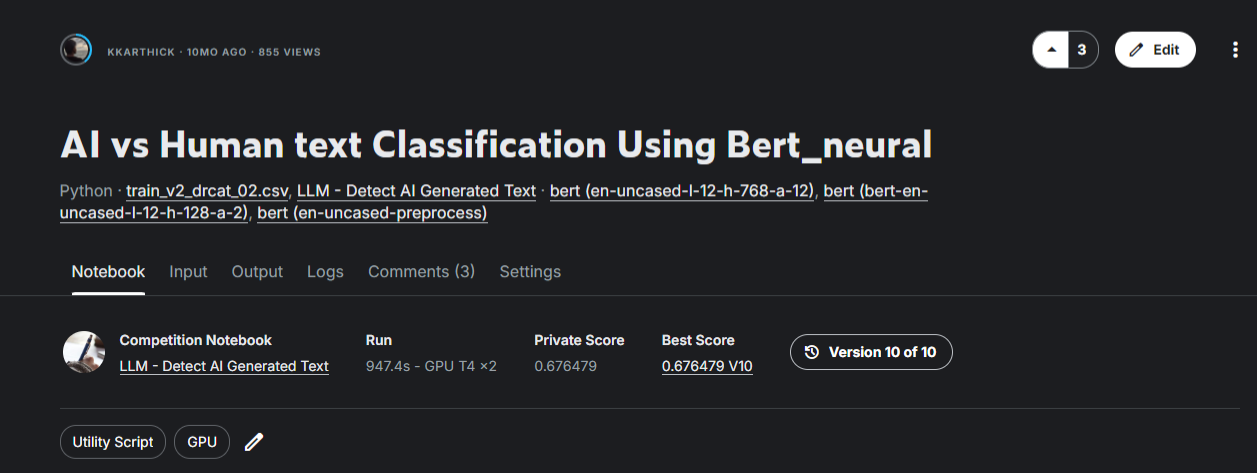 KKARTHICK · 10MO AGO · 855 VIEWS
3
Edit
AI vs Human text Classification Using Bert_neural
Python · train_v2_drcat_02.csv, LLM - Detect AI Generated Text · bert (en-uncased-l-12-h-768-a-12), bert (bert-en-
uncased-l-12-h-128-a-2), bert (en-uncased-preprocess)
Notebook Input Output Logs Comments (3) Settings
Competition Notebook Run Private Score Best Score
LLM - Detect AI Generated Text 947.4s - GPU T4 ×2 0.676479 0.676479 V10
Version 10 of 10
Utility Script GPU